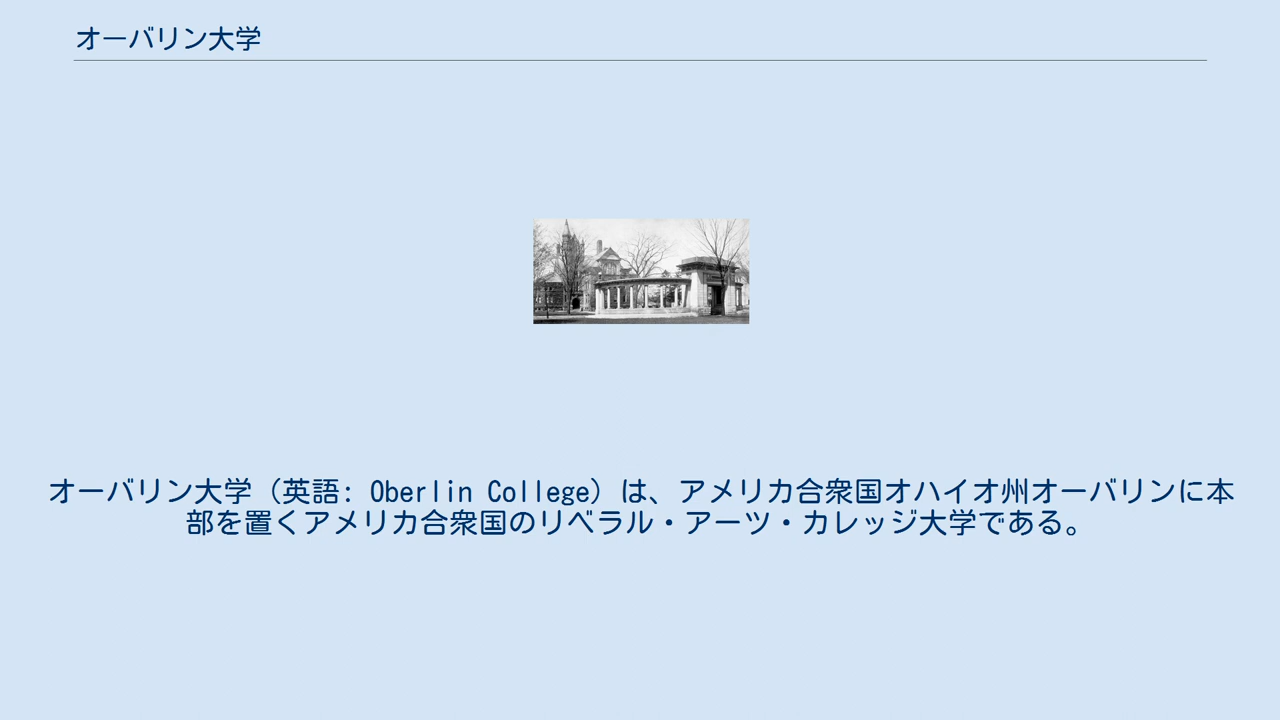 オーバリン大学
オーバリン大学（英語: Oberlin College）は、アメリカ合衆国オハイオ州オーバリンに本
部を置くアメリカ合衆国のリベラル・アーツ・カレッジ大学である。